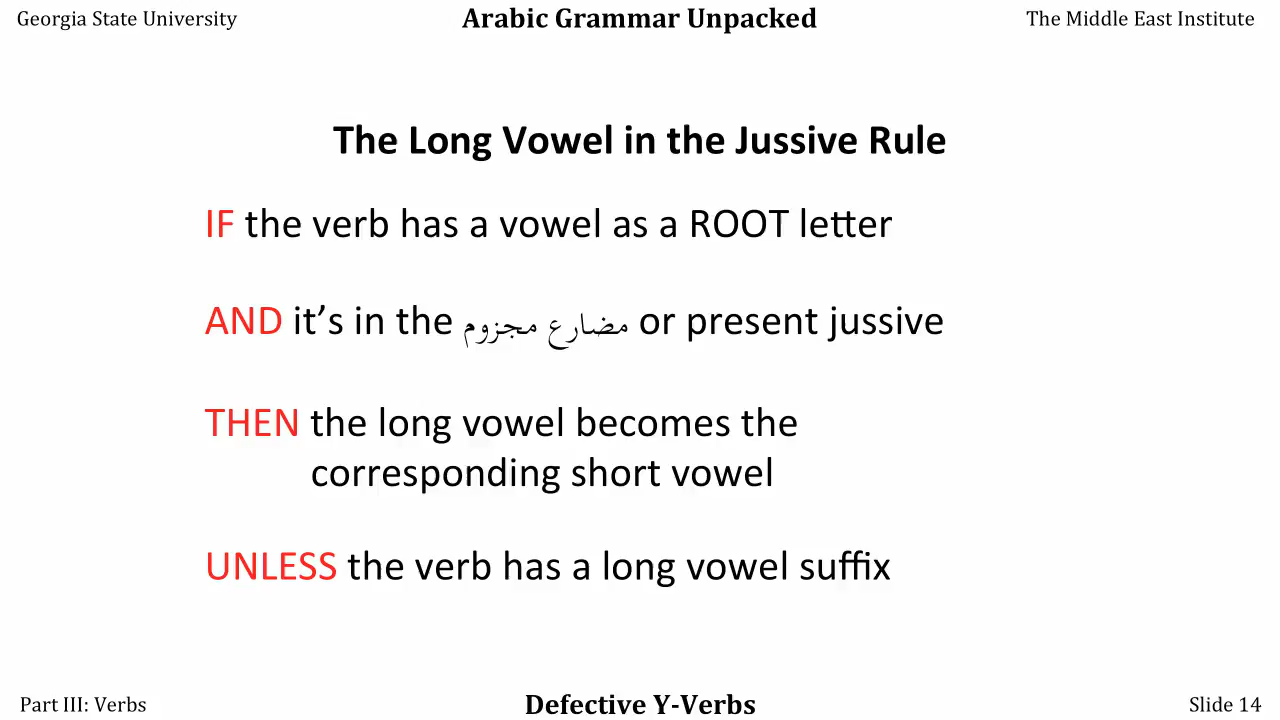 Georgia State University
Arabic Grammar Unpacked
The Middle East Institute
The Long Vowel in the Jussive Rule
IF the verb has a vowel as a ROOT letter
AND it’s in the مضارع مجزوم or present jussive
THEN the long vowel becomes the
corresponding short vowel
UNLESS the verb has a long vowel suffix
Part III: Verbs
Defective Y-Verbs
Slide 14